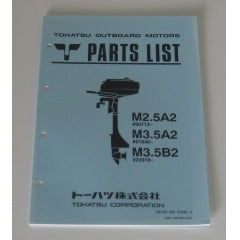 TOHATSU OUTBOARD MOTORS
PARTS LIST
M2.5A2
M3.5A2
M3.5B2
トーハツ株式会社
TOHATSU CORPORATION